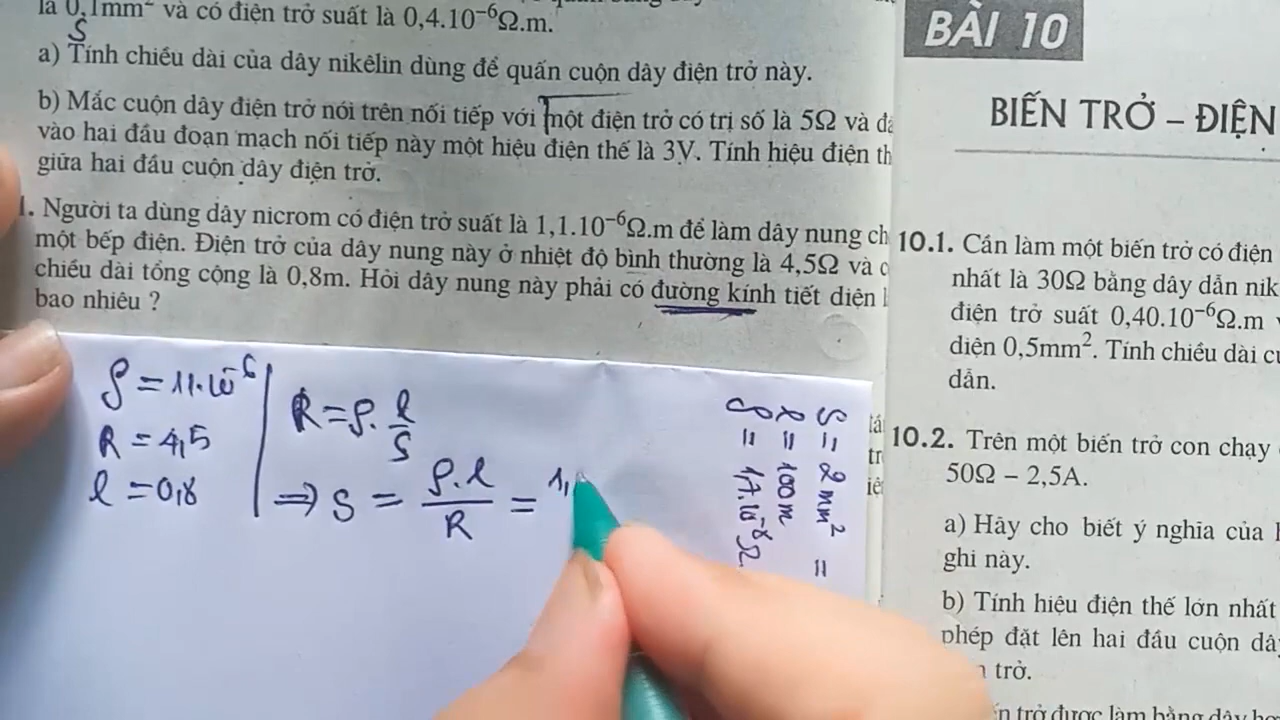 là 0,1mm² và có điện trở suất là 0,4.10⁻⁶Ω.m.
S
a) Tính chiều dài của dây nikêlin dùng để quấn cuộn dây điện trở này.
b) Mắc cuộn dây điện trở nói trên nối tiếp với một điện trở có trị số là 5Ω và
vào hai đầu đoạn mạch nối tiếp này một hiệu điện thế là 3V. Tính hiệu điện
giữa hai đầu cuộn dây điện trở.
1. Người ta dùng dây nicrom có điện trở suất là 1,1.10⁻⁶Ω.m để làm dây nung
một bếp điện. Điện trở của dây nung này ở nhiệt độ bình thường là 4,5Ω và
chiều dài tổng cộng là 0,8m. Hỏi dây nung này phải có đường kính tiết diện
bao nhiêu ?
ρ = 11.10⁻⁶
R = 4,5
l = 0,8
R = ρ. l/S
⇒ S = ρ.l/R = 1,
S = 2mm² =
l = 100m
ρ = 1,7.10⁻⁸Ω
BÀI 10
BIẾN TRỞ – ĐIỆN
10.1. Cần làm một biến trở có điện
nhất là 30Ω bằng dây dẫn
điện trở suất 0,40.10⁻⁶Ω.m
diện 0,5mm². Tính chiều dài
dẫn.
10.2. Trên một biến trở con chạy
50Ω – 2,5A.
a) Hãy cho biết ý nghĩa của
ghi này.
b) Tính hiệu điện thế lớn nhất
phép đặt lên hai đầu cuộn
trở.
trở được làm bằng dây